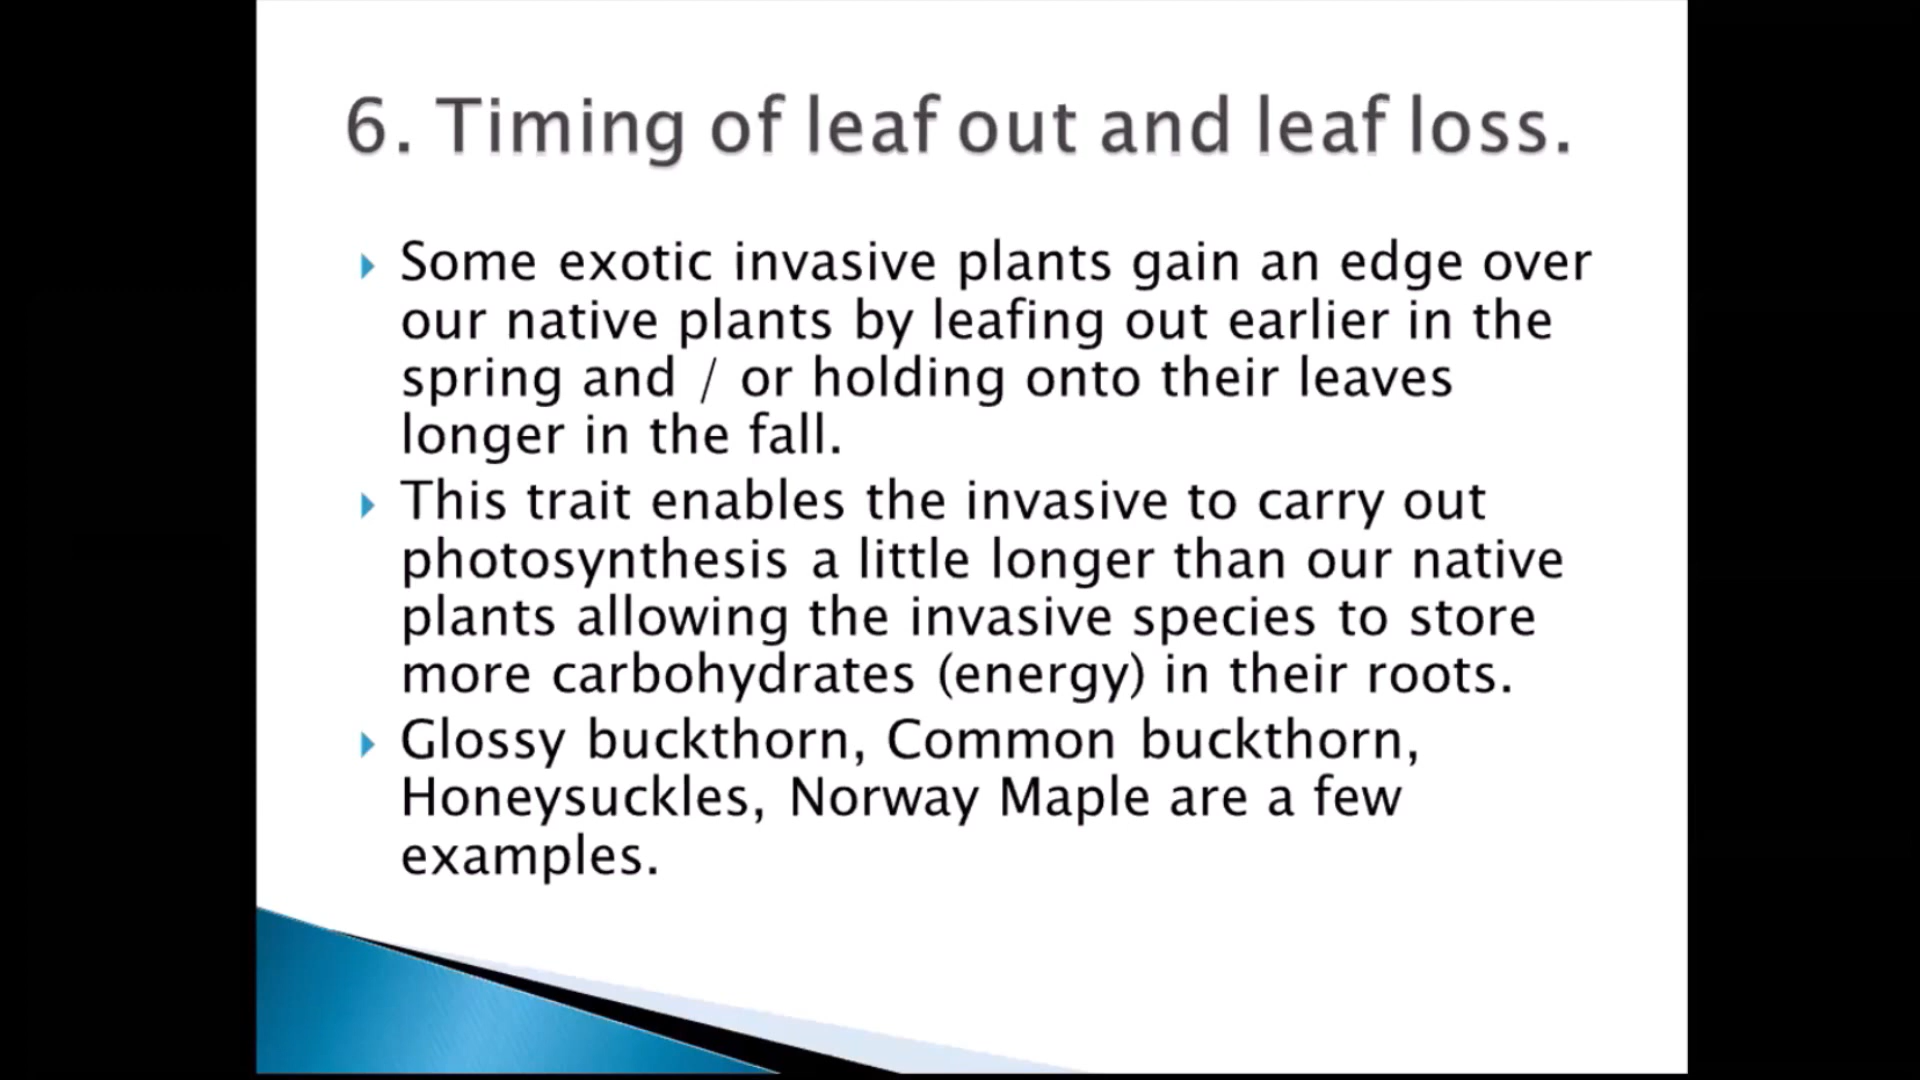 6. Timing of leaf out and leaf loss.
Some exotic invasive plants gain an edge over
our native plants by leafing out earlier in the
spring and / or holding onto their leaves
longer in the fall.
This trait enables the invasive to carry out
photosynthesis a little longer than our native
plants allowing the invasive species to store
more carbohydrates (energy) in their roots.
Glossy buckthorn, Common buckthorn,
Honeysuckles, Norway Maple are a few
examples.